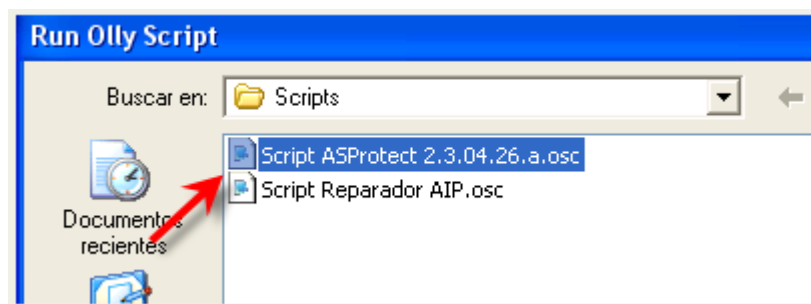 Run Olly Script
Buscar en: Scripts
Script ASProtect 2.3.04.26.a.osc
Script Reparador AIP.osc
Documentos
recientes